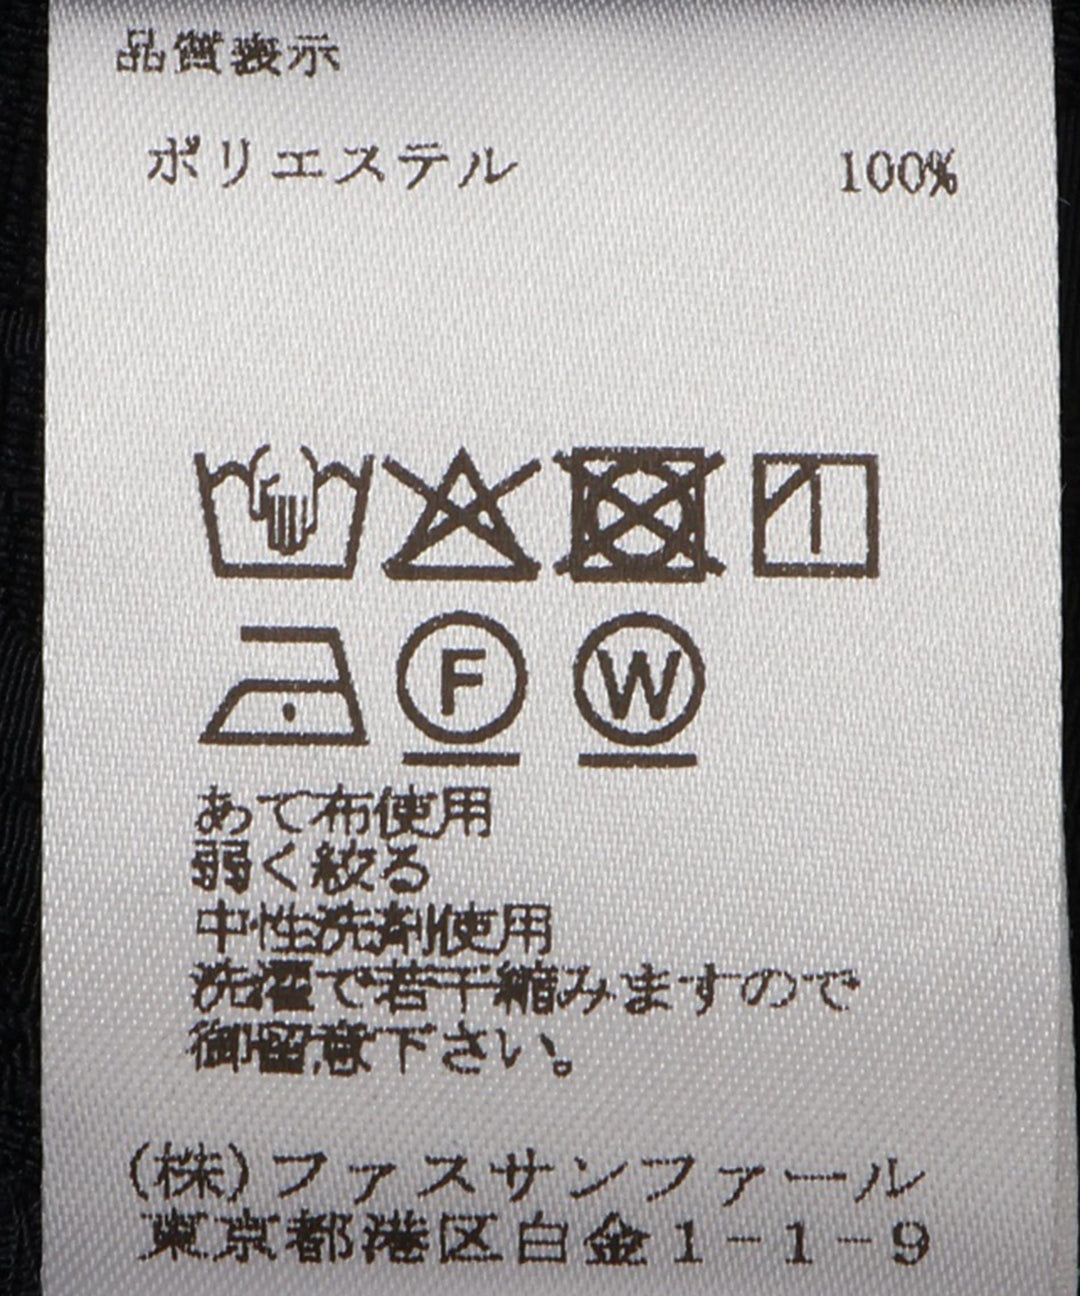 品質表示
ポリエステル 100%
F W
あて布使用
弱く絞る
中性洗剤使用
洗濯で若干縮みますので
御留意下さい。
(株)ファスサンファール
東京都港区白金1-1-9